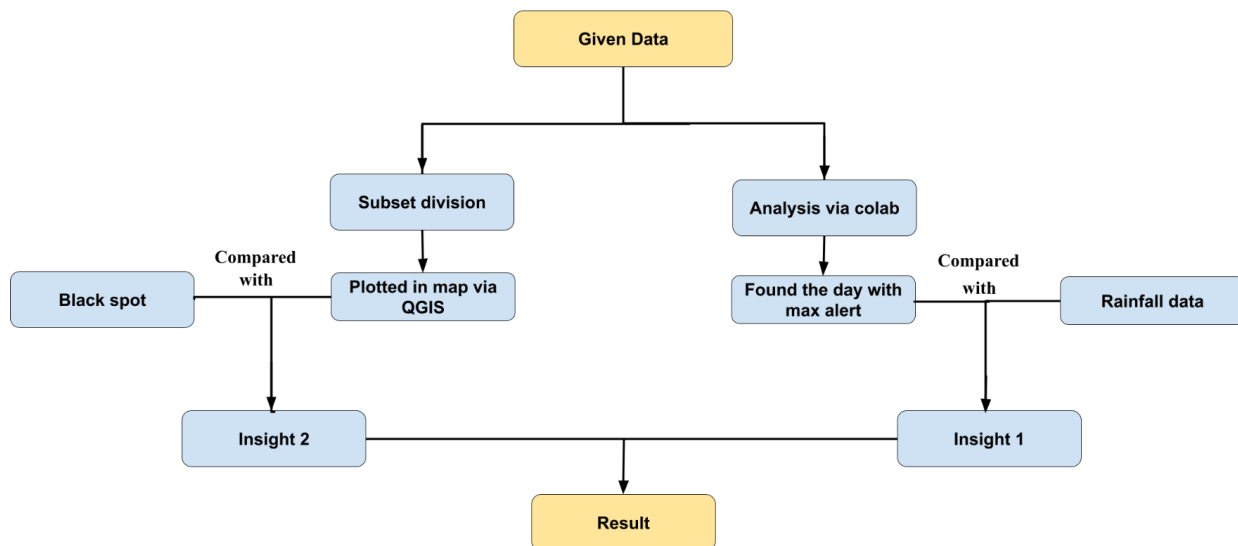 Given Data
Subset division
Analysis via colab
Compared
with
Compared
with
Black spot
Plotted in map via
QGIS
Found the day with
max alert
Rainfall data
Insight 2
Insight 1
Result